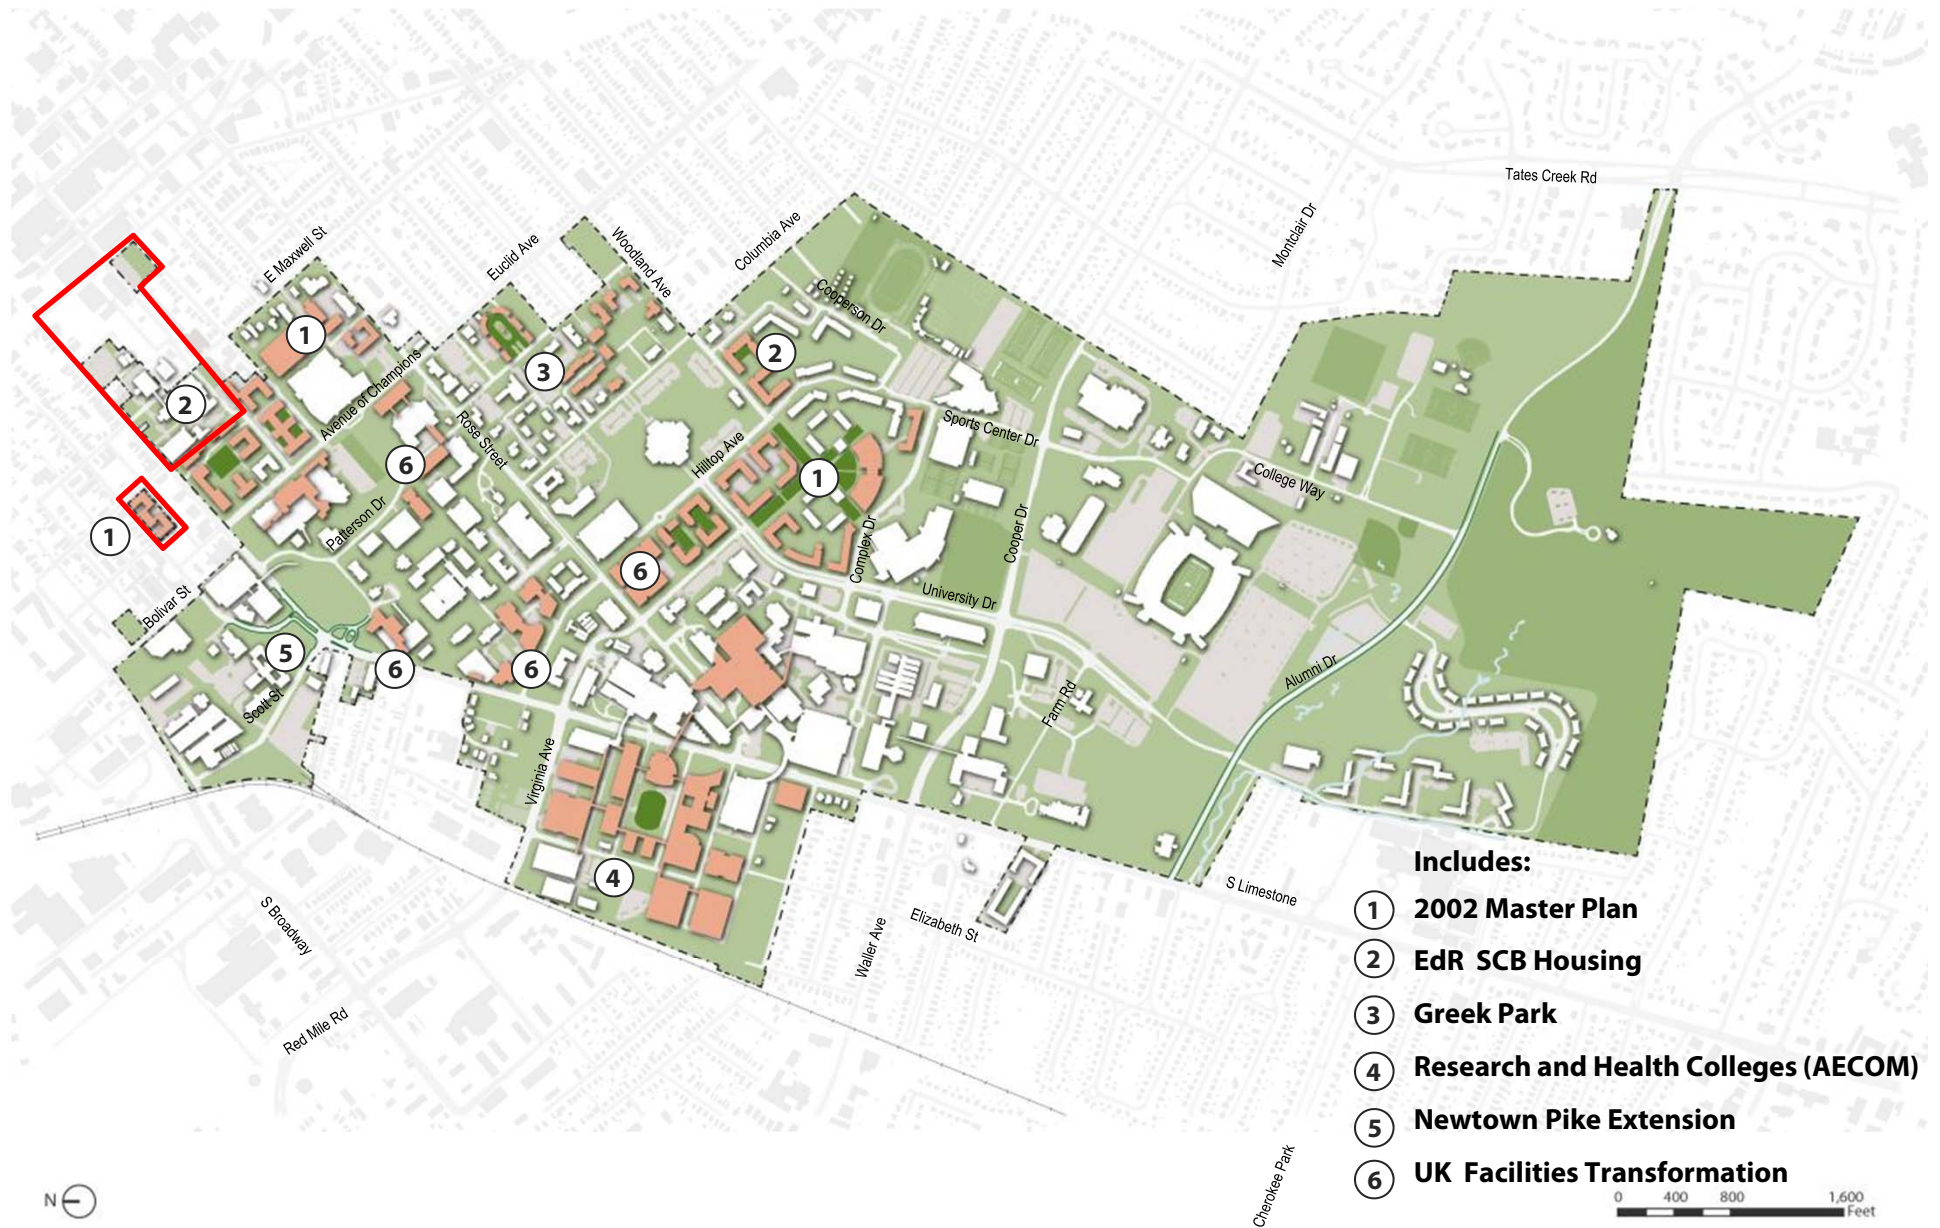 Tates Creek Rd
Montclair Dr
Columbia Ave
Woodland Ave
Euclid Ave
E Maxwell St
Cooperson Dr
1
2
3
2
Avenue of Champions
Rose Street
Sports Center Dr
Hilltop Ave
6
1
College Way
Patterson Dr
1
Cooper Dr
Complex Dr
6
University Dr
Bolivar St
5
6
6
Alumni Dr
Scott St
Farm Rd
Virginia Ave
4
S Limestone
S Broadway
Elizabeth St
Waller Ave
Red Mile Rd
Cherokee Park
Includes:
1 2002 Master Plan
2 EdR SCB Housing
3 Greek Park
4 Research and Health Colleges (AECOM)
5 Newtown Pike Extension
6 UK Facilities Transformation
N
0 400 800 1,600
Feet